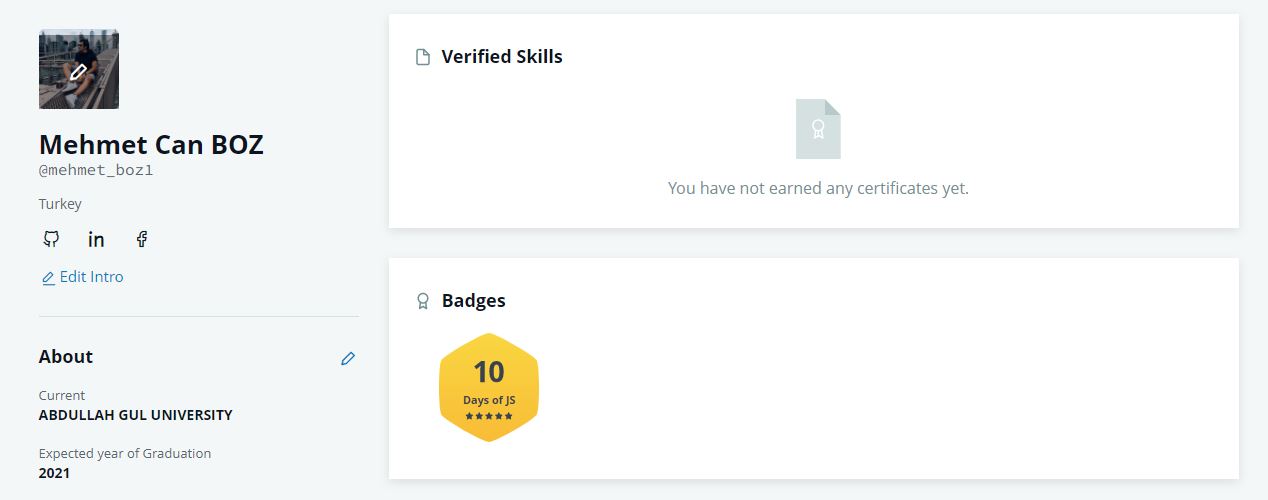 Mehmet Can BOZ
@mehmet_boz1
Turkey
in
Edit Intro
About
Current
ABDULLAH GUL UNIVERSITY
Expected year of Graduation
2021
Verified Skills
You have not earned any certificates yet.
Badges
10
Days of JS